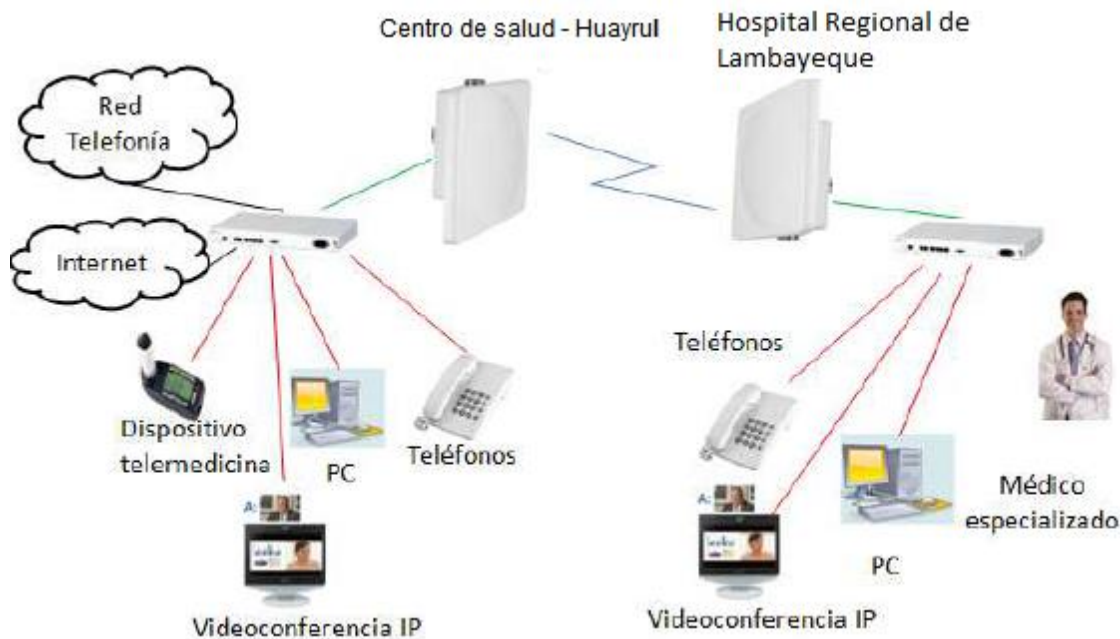 Centro de salud - Huayrul
Hospital Regional de
Lambayeque
Red
Telefonía
Internet
Dispositivo
telemedicina
PC
Teléfonos
A:
Videoconferencia IP
Teléfonos
A:
Videoconferencia IP
PC
Médico
especializado